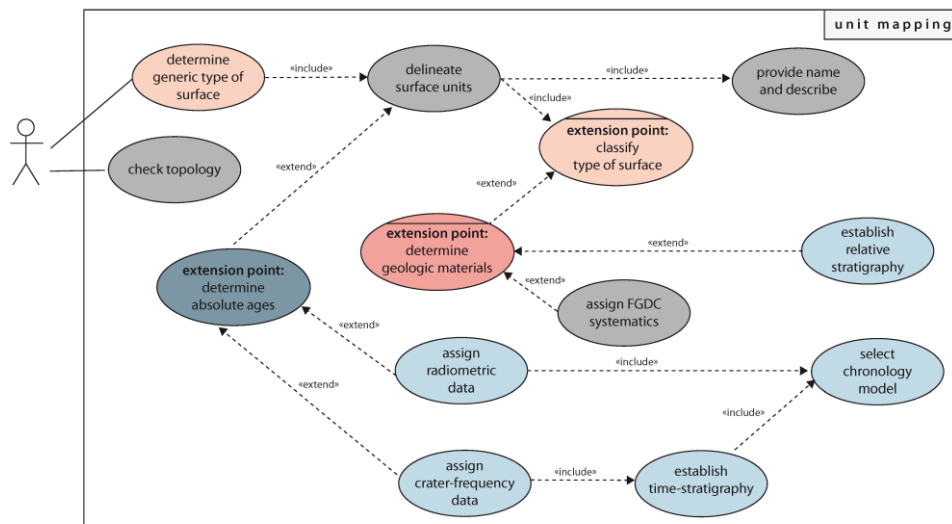 unit mapping
determine
generic type of
surface
«include»
delineate
surface units
«include»
provide name
and describe
«include»
extension point:
classify
type of surface
check topology
«extend»
«extend»
extension point:
determine
geologic materials
«extend»
establish
relative
stratigraphy
extension point:
determine
absolute ages
«extend»
assign FGDC
systematics
«extend»
assign
radiometric
data
«include»
select
chronology
model
«extend»
«include»
assign
crater-frequency
data
«include»
establish
time-stratigraphy